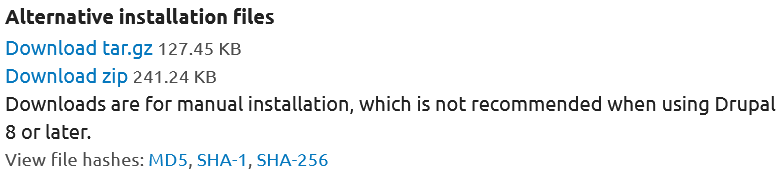 Alternative installation files
Download tar.gz 127.45 KB
Download zip 241.24 KB
Downloads are for manual installation, which is not recommended when using Drupal
8 or later.
View file hashes: MD5, SHA-1, SHA-256